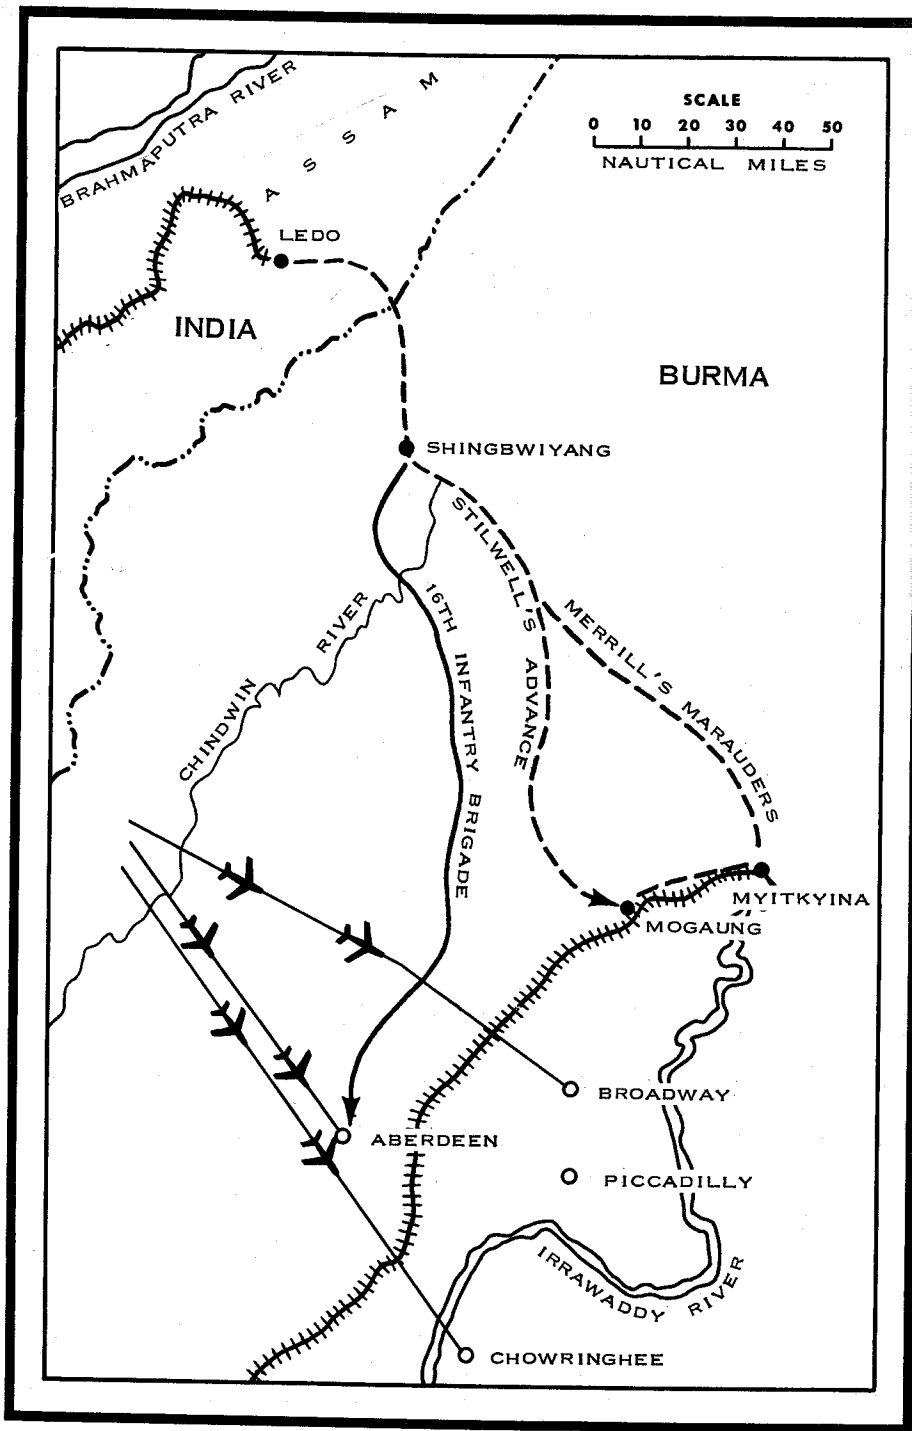 SCALE
0 10 20 30 40 50
NAUTICAL MILES
BRAHMAPUTRA RIVER
ASSAM
LEDO
INDIA
BURMA
SHINGBWIYANG
STILWELL'S ADVANCE
MERRILL'S MARAUDERS
16TH INFANTRY BRIGADE
CHINDWIN RIVER
MYITKYINA
MOGAUNG
BROADWAY
ABERDEEN
PICCADILLY
IRRAWADDY RIVER
CHOWRINGHEE